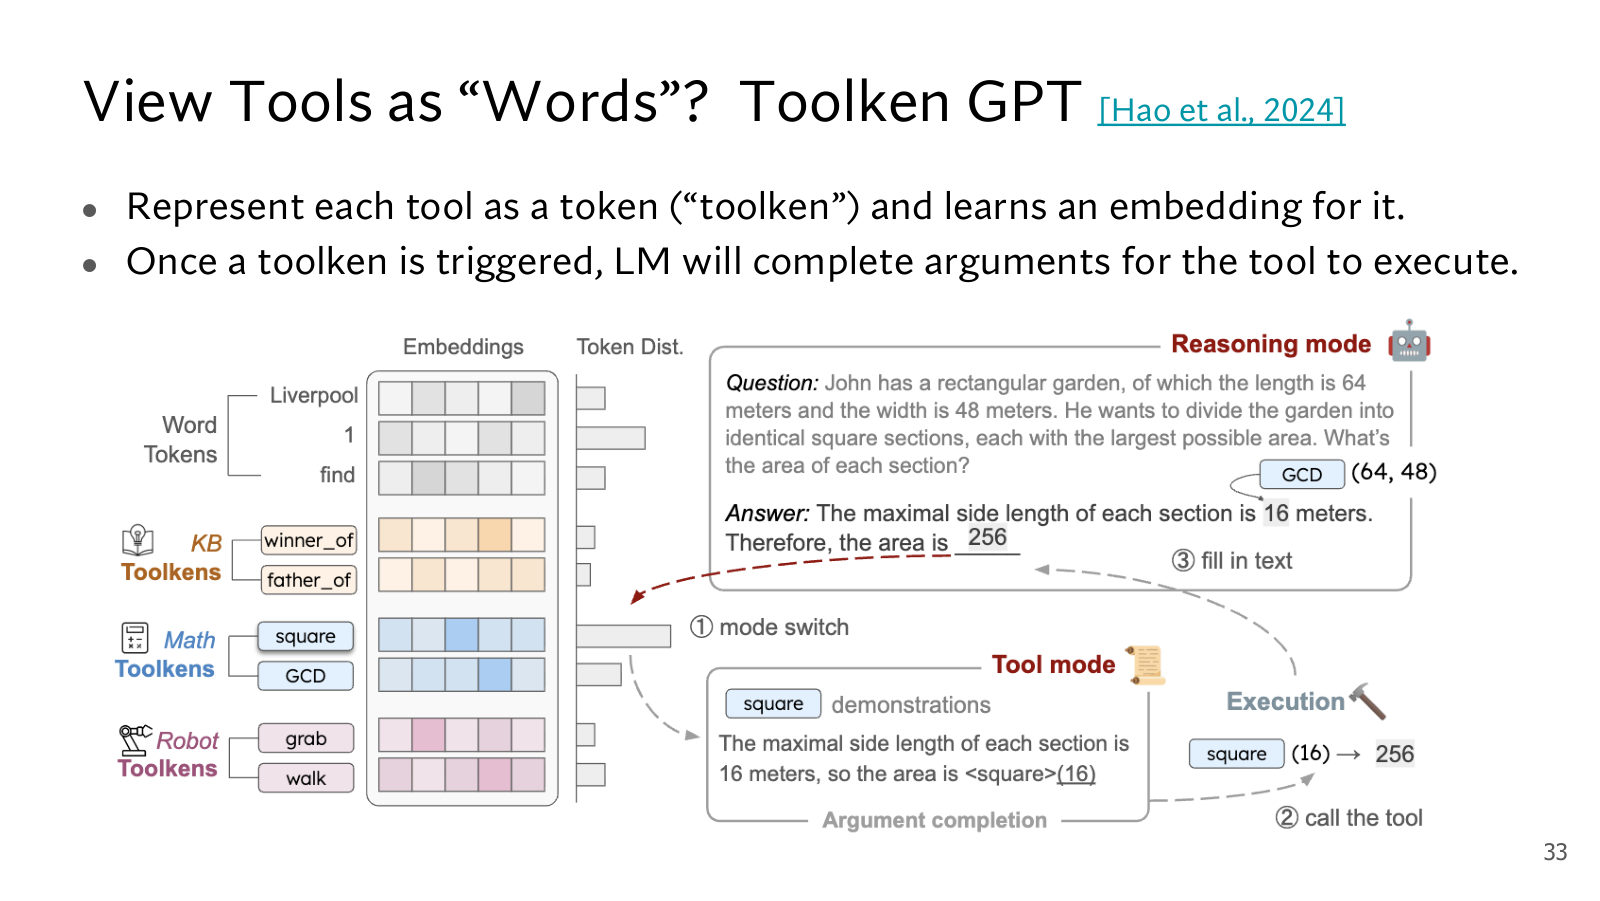 View Tools as “Words”? Toolken GPT [Hao et al., 2024]
• Represent each tool as a token (“toolken”) and learns an embedding for it.
• Once a toolken is triggered, LM will complete arguments for the tool to execute.
Embeddings
Token Dist.
Word
Tokens
Liverpool
1
find
KB
Toolkens
winner_of
father_of
Math
Toolkens
square
GCD
Robot
Toolkens
grab
walk
Reasoning mode
Question: John has a rectangular garden, of which the length is 64
meters and the width is 48 meters. He wants to divide the garden into
identical square sections, each with the largest possible area. What’s
the area of each section?
GCD (64, 48)
Answer: The maximal side length of each section is 16 meters.
Therefore, the area is 256
③ fill in text
① mode switch
Tool mode
square demonstrations
The maximal side length of each section is
16 meters, so the area is <square>(16)
Argument completion
Execution
square (16) → 256
② call the tool
33